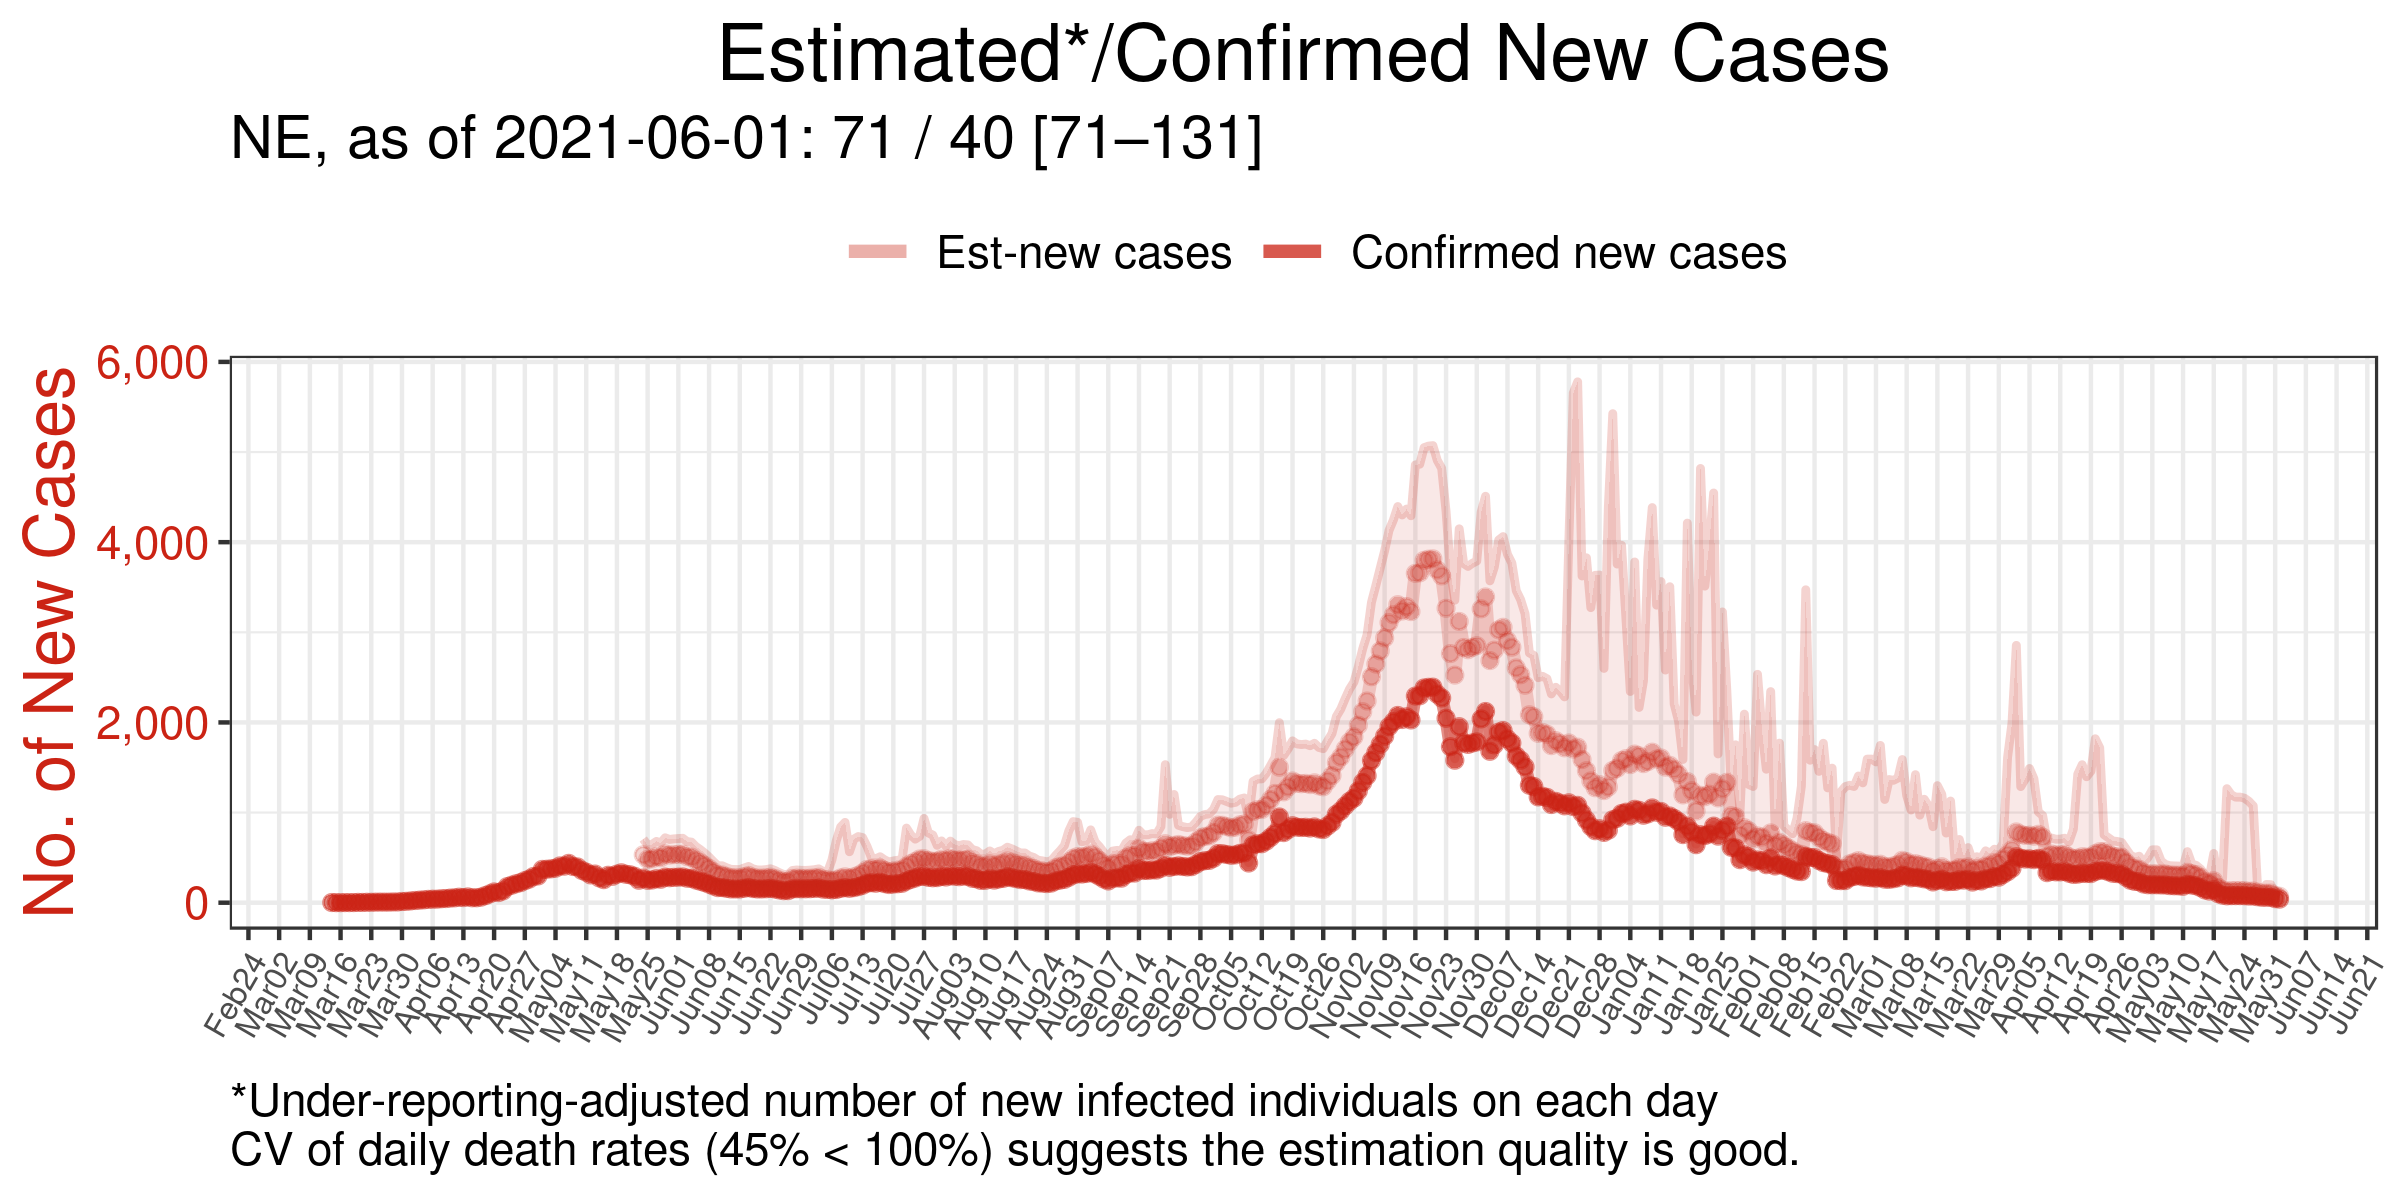 Estimated*/Confirmed New Cases
NE, as of 2021-06-01: 71 / 40 [71–131]
Est-new cases
Confirmed new cases
No. of New Cases
6,000
4,000
2,000
0
Feb24
Mar02
Mar09
Mar16
Mar23
Mar30
Apr06
Apr13
Apr20
Apr27
May04
May11
May18
May25
Jun01
Jun08
Jun15
Jun22
Jun29
Jul06
Jul13
Jul20
Jul27
Aug03
Aug10
Aug17
Aug24
Aug31
Sep07
Sep14
Sep21
Sep28
Oct05
Oct12
Oct19
Oct26
Nov02
Nov09
Nov16
Nov23
Nov30
Dec07
Dec14
Dec21
Dec28
Jan04
Jan11
Jan18
Jan25
Feb01
Feb08
Feb15
Feb22
Mar01
Mar08
Mar15
Mar22
Mar29
Apr05
Apr12
Apr19
Apr26
May03
May10
May17
May24
May31
Jun07
Jun14
Jun21
*Under-reporting-adjusted number of new infected individuals on each day
CV of daily death rates (45% < 100%) suggests the estimation quality is good.